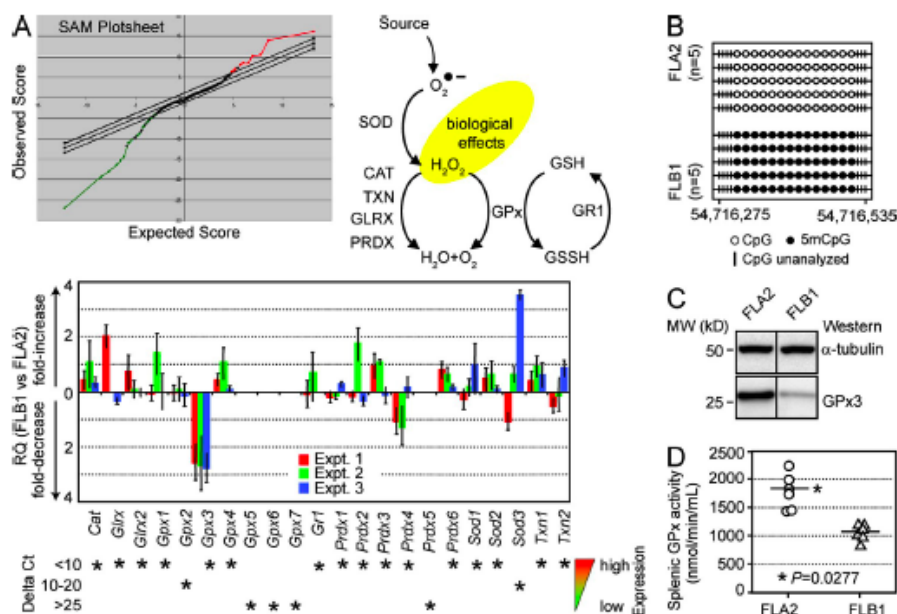 A
SAM Plotsheet
Observed Score
Expected Score
Source
O2•−
SOD
biological
effects
H2O2
CAT
TXN
GLRX
PRDX
GPx
GSH
GR1
H2O+O2
GSSH
B
FLA2
(n=5)
FLB1
(n=5)
54,716,275
54,716,535
CpG
5mCpG
CpG unanalyzed
C
FLA2
FLB1
MW (kD)
Western
50
α-tubulin
25
GPx3
RQ (FLB1 vs FLA2)
fold-decrease fold-increase
4
2
0
2
4
Expt. 1
Expt. 2
Expt. 3
Cat
Glrx
Glrx2
Gpx1
Gpx2
Gpx3
Gpx4
Gpx5
Gpx6
Gpx7
Gr1
Prdx1
Prdx2
Prdx3
Prdx4
Prdx5
Prdx6
Sod1
Sod2
Sod3
Txn1
Txn2
Delta Ct
<10 * * * * * * * * * * * * * * * *
10-20 * *
>25 * * * *
high
low
Expression
D
Splenic GPx activity
(nmol/min/mL)
2500
2000
1500
1000
500
0
*
* P=0.0277
FLA2
FLB1